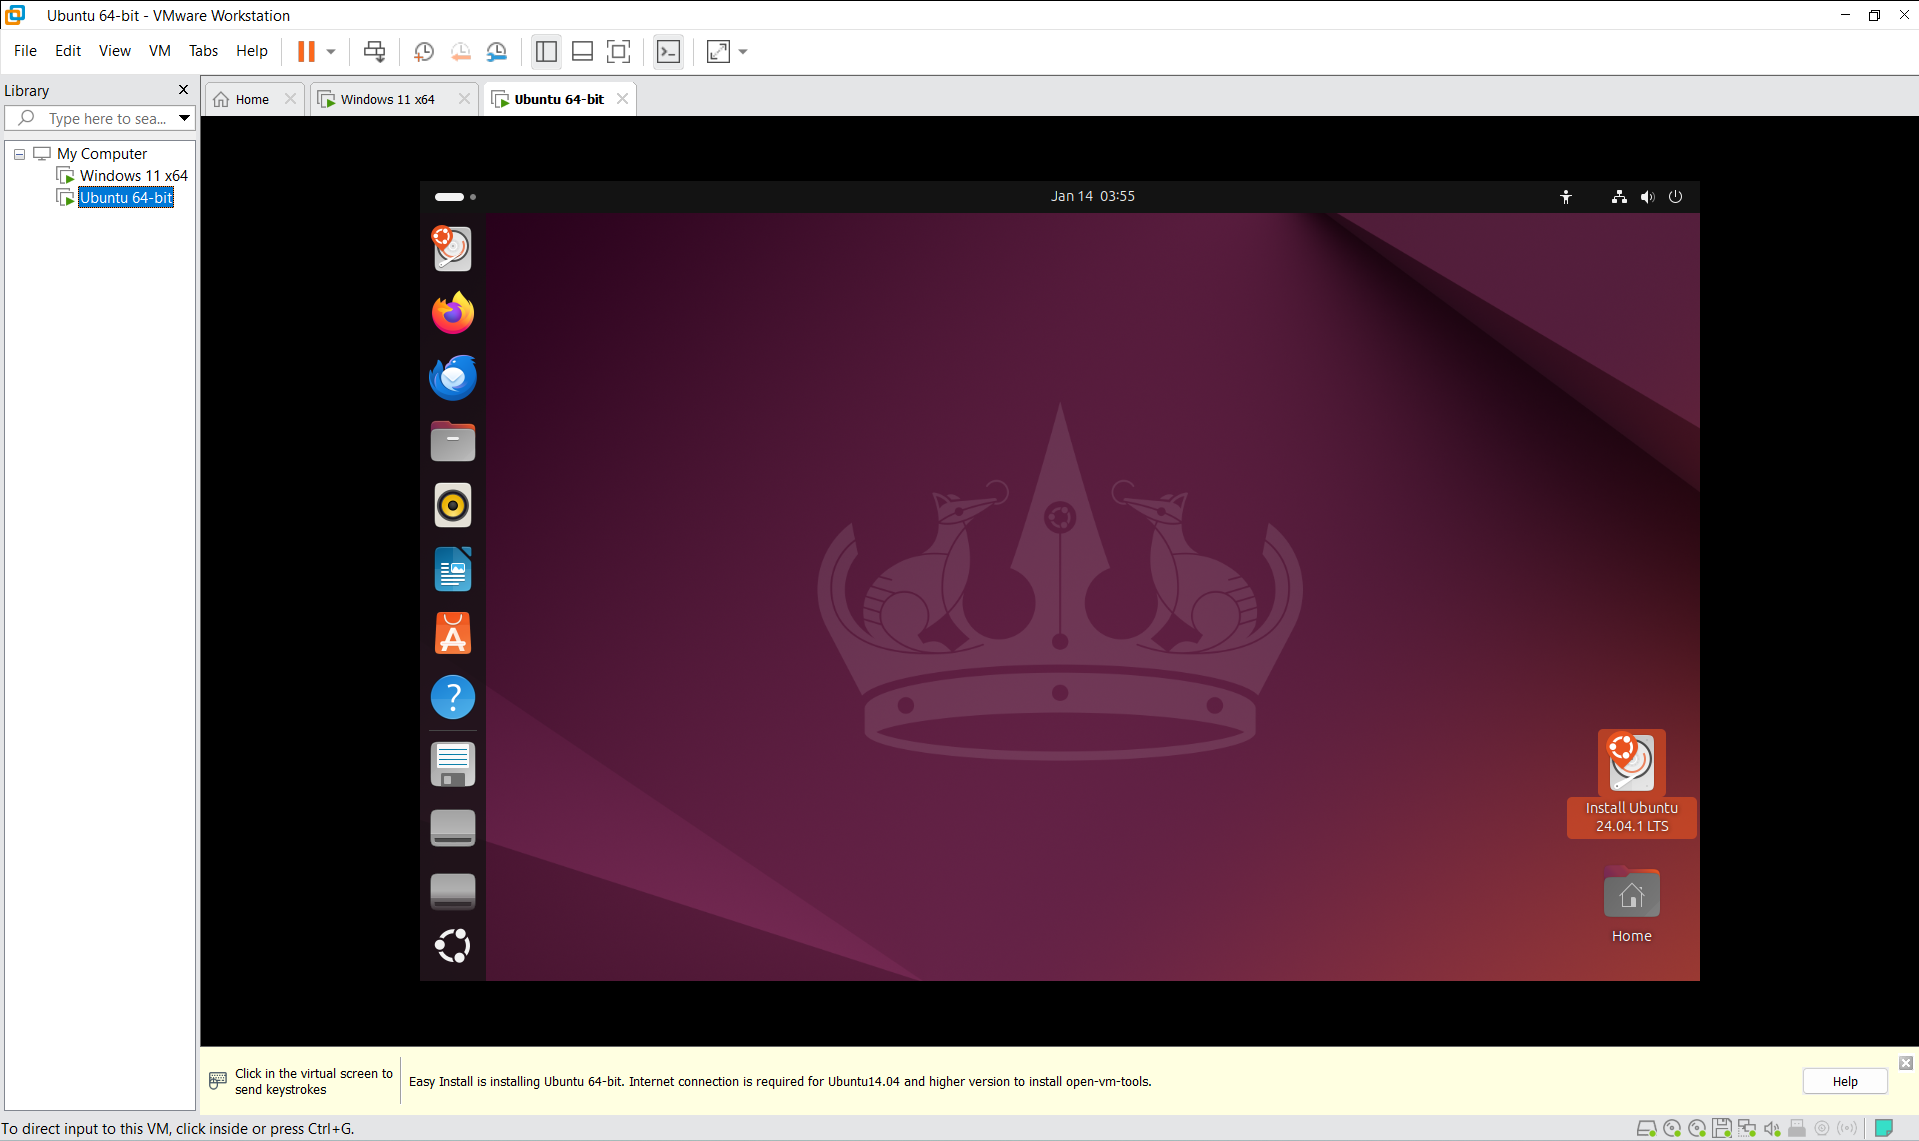 Ubuntu 64-bit - VMware Workstation
File Edit View VM Tabs Help
Library
Home
Windows 11 x64
Ubuntu 64-bit
Type here to sea...
My Computer
Windows 11 x64
Ubuntu 64-bit
Jan 14 03:55
Install Ubuntu
24.04.1 LTS
Home
Click in the virtual screen to
send keystrokes
Easy Install is installing Ubuntu 64-bit. Internet connection is required for Ubuntu14.04 and higher version to install open-vm-tools.
Help
To direct input to this VM, click inside or press Ctrl+G.